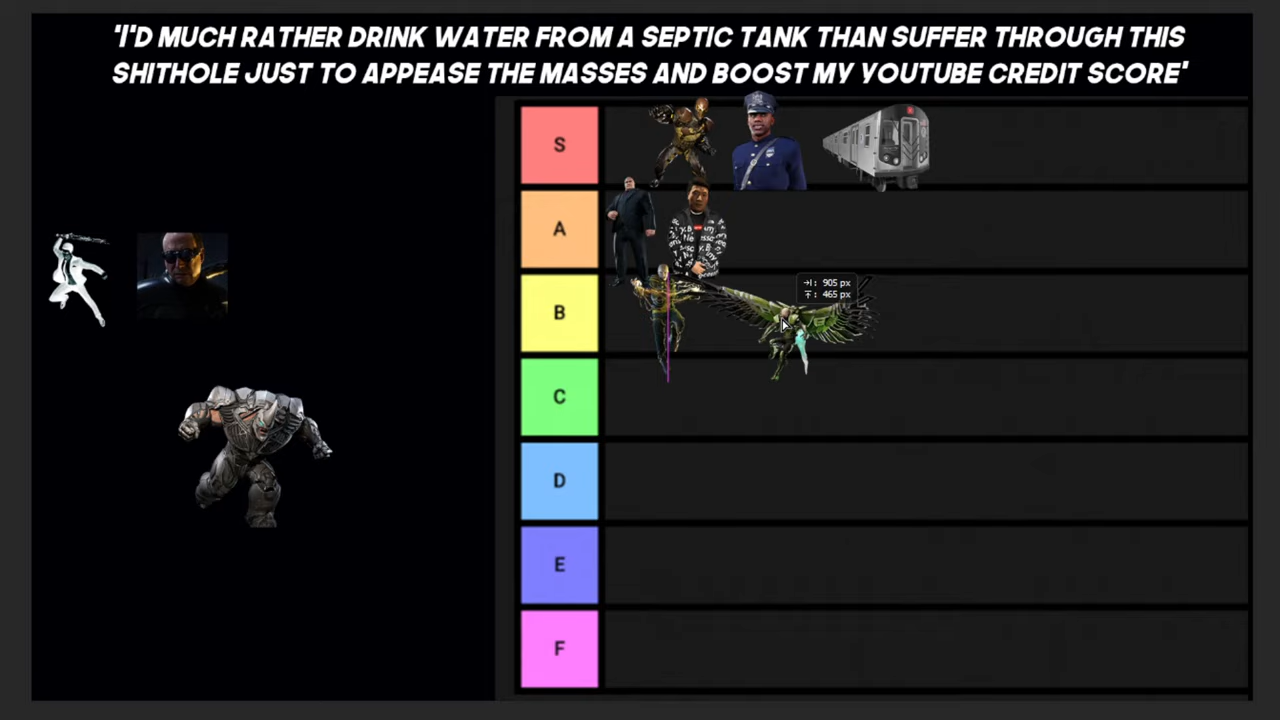 'I'D MUCH RATHER DRINK WATER FROM A SEPTIC TANK THAN SUFFER THROUGH THIS
SHITHOLE JUST TO APPEASE THE MASSES AND BOOST MY YOUTUBE CREDIT SCORE'
S
A
B
905 px
465 px
C
D
E
F